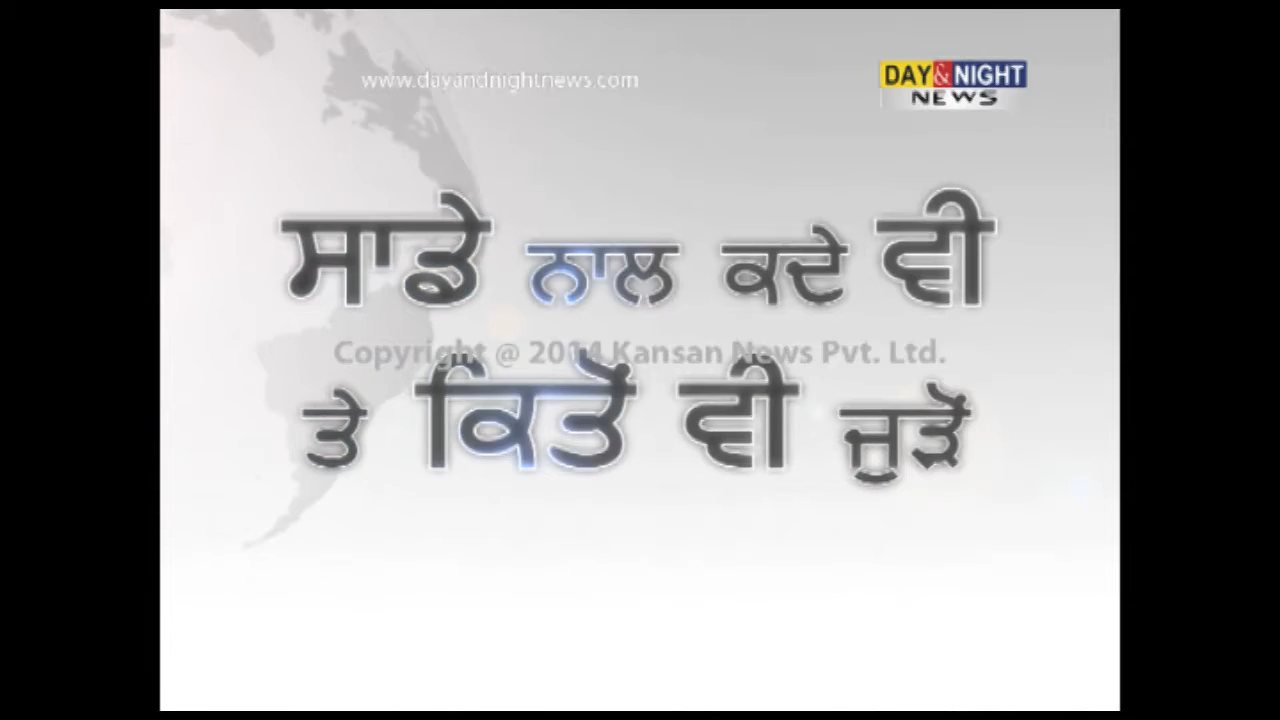 www.dayandnightnews.com
DAY&NIGHT
NEWS
ਸਾਡੇ ਨਾਲ ਕਦੇ ਵੀ
Copyright @ 2014 Kansan News Pvt. Ltd.
ਤੇ ਕਿਤੋਂ ਵੀ ਜੁੜੋਂ